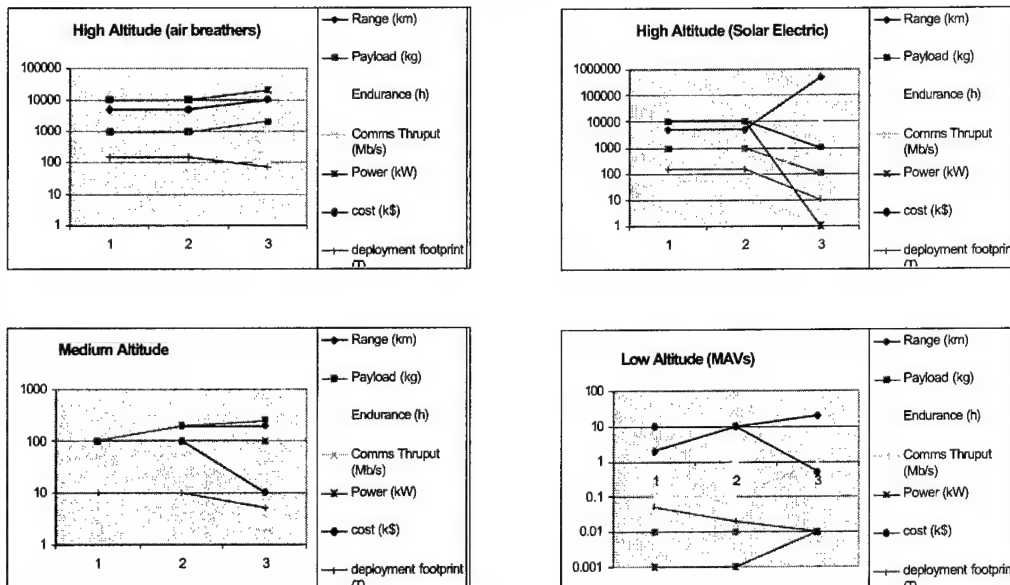 High Altitude (air breathers)
100000
10000
1000
100
10
1
1 2 3
Range (km)
Payload (kg)
Endurance (h)
Comms Thruput
(Mb/s)
Power (kW)
cost (k$)
deployment footprint
High Altitude (Solar Electric)
1000000
100000
10000
1000
100
10
1
1 2 3
Range (km)
Payload (kg)
Endurance (h)
Comms Thruput
(Mb/s)
Power (kW)
cost (k$)
deployment footprint
Medium Altitude
1000
100
10
1
1 2 3
Range (km)
Payload (kg)
Endurance (h)
Comms Thruput
(Mb/s)
Power (kW)
cost (k$)
deployment footprint
Low Altitude (MAVs)
100
10
1
0.1
0.01
0.001
1 2 3
Range (km)
Payload (kg)
Endurance (h)
Comms Thruput
(Mb/s)
Power (kW)
cost (k$)
deployment footprint